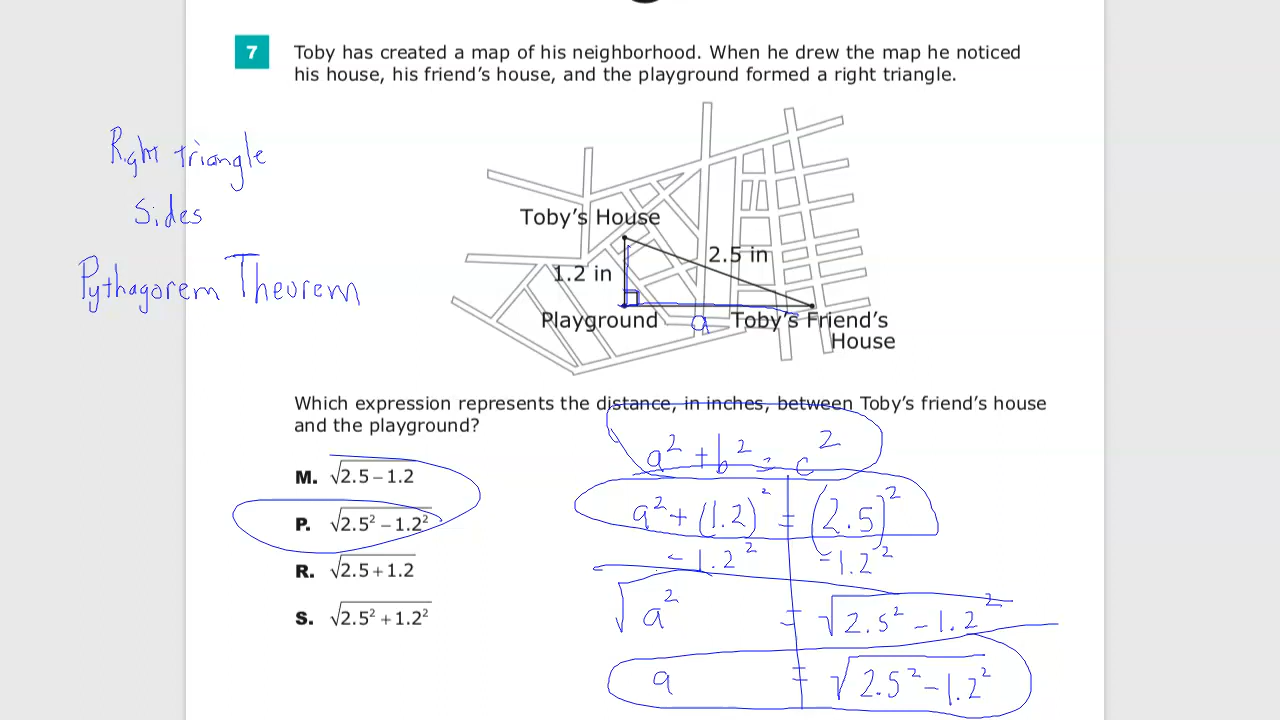 7 Toby has created a map of his neighborhood. When he drew the map he noticed
his house, his friend's house, and the playground formed a right triangle.
Right triangle
sides
Pythagorem Theorem
Toby's House
2.5 in
1.2 in
Playground
a
Toby's Friend's
House
Which expression represents the distance, in inches, between Toby's friend's house
and the playground?
M. √2.5 − 1.2
P. √2.5² − 1.2²
R. √2.5 + 1.2
S. √2.5² + 1.2²
a² + b² = c²
a² + (1.2)² = (2.5)²
- 1.2² -1.2²
√a² = √2.5² - 1.2²
a = √2.5² - 1.2²